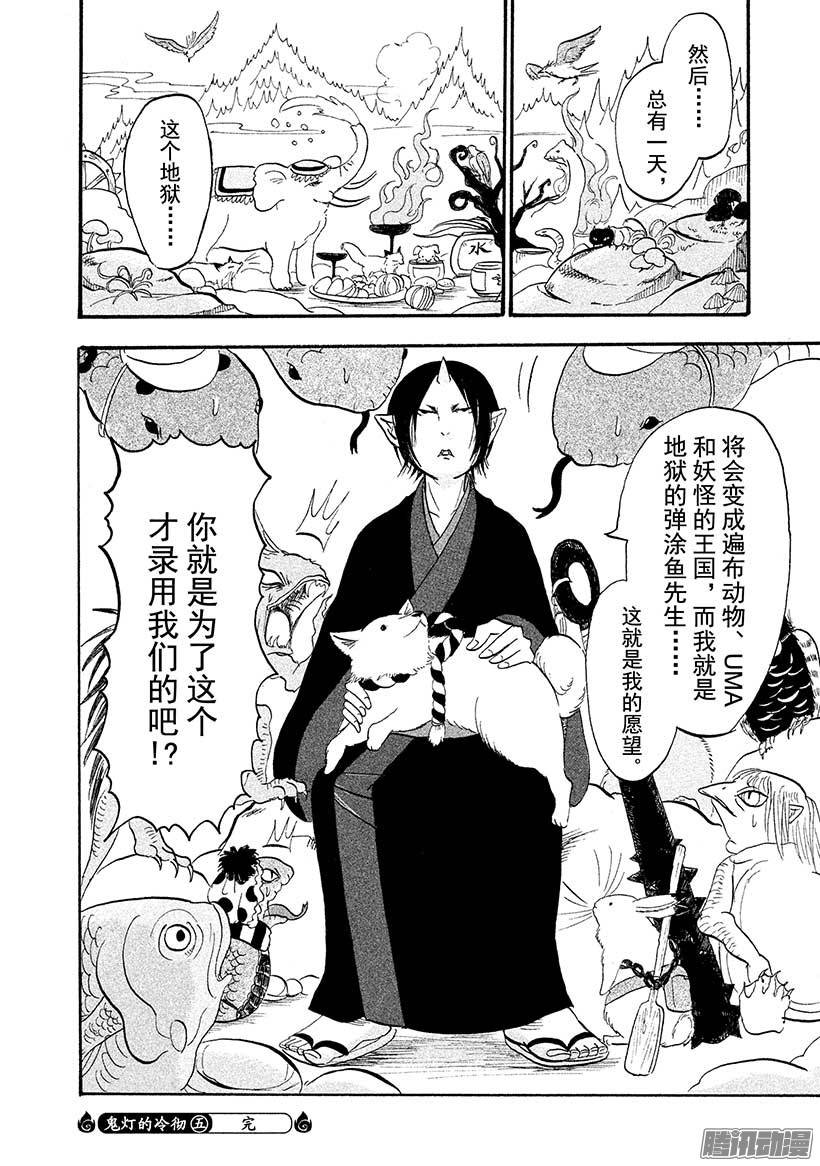 然后……
总有一天，
这个地狱……
水
将会变成遍布动物、UMA
和妖怪的王国，而我就是
地狱的弹涂鱼先生……
这就是我的愿望。
你就是为了这个
才录用我们的吧！？
鬼灯的冷彻 五 完
腾讯动漫